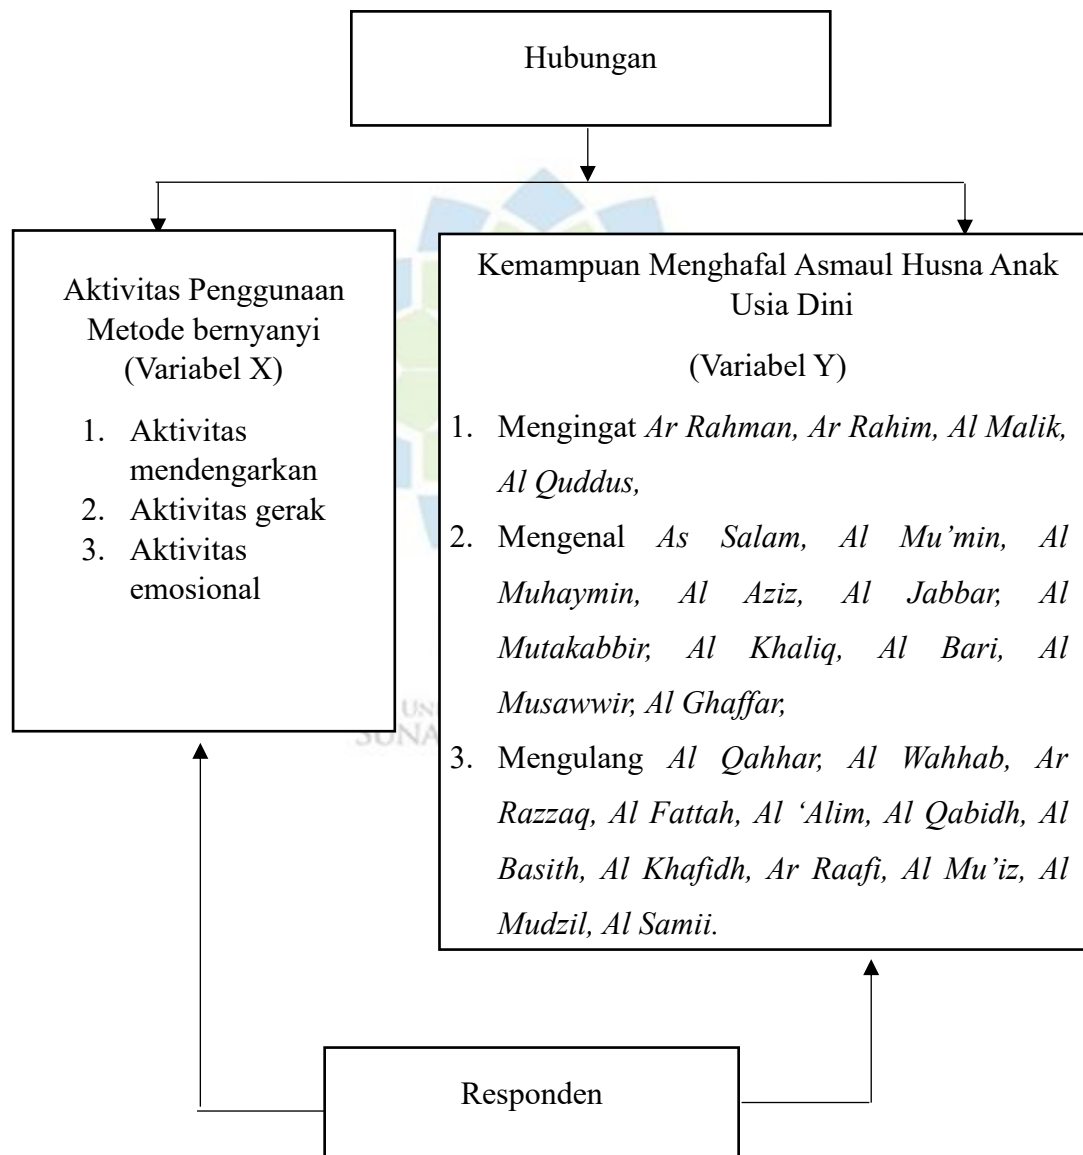 Hubungan
Aktivitas Penggunaan
Metode bernyanyi
(Variabel X)
1. Aktivitas
mendengarkan
2. Aktivitas gerak
3. Aktivitas
emosional
Kemampuan Menghafal Asmaul Husna Anak
Usia Dini
(Variabel Y)
1. Mengingat Ar Rahman, Ar Rahim, Al Malik,
Al Quddus,
2. Mengenal As Salam, Al Mu’min, Al
Muhaymin, Al Aziz, Al Jabbar, Al
Mutakabbir, Al Khaliq, Al Bari, Al
Musawwir, Al Ghaffar,
3. Mengulang Al Qahhar, Al Wahhab, Ar
Razzaq, Al Fattah, Al ‘Alim, Al Qabidh, Al
Basith, Al Khafidh, Ar Raafi, Al Mu’iz, Al
Mudzil, Al Samii.
Responden